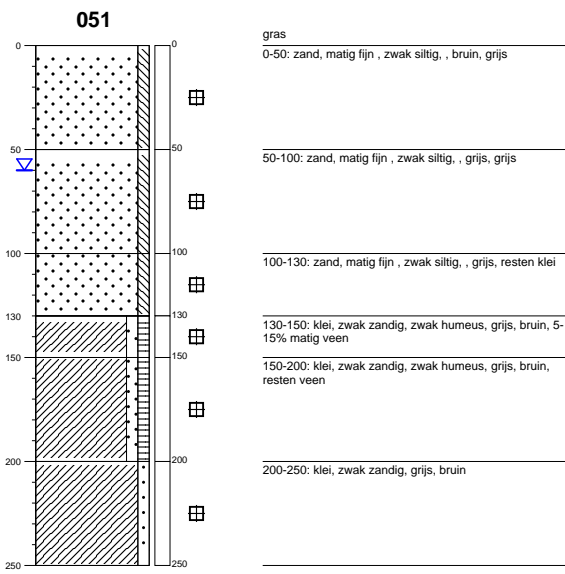 051
gras
0
0
0-50: zand, matig fijn , zwak siltig, , bruin, grijs
50
50
50-100: zand, matig fijn , zwak siltig, , grijs, grijs
100
100
100-130: zand, matig fijn , zwak siltig, , grijs, resten klei
130
130
130-150: klei, zwak zandig, zwak humeus, grijs, bruin, 5-
15% matig veen
150
150
150-200: klei, zwak zandig, zwak humeus, grijs, bruin,
resten veen
200
200
200-250: klei, zwak zandig, grijs, bruin
250
250